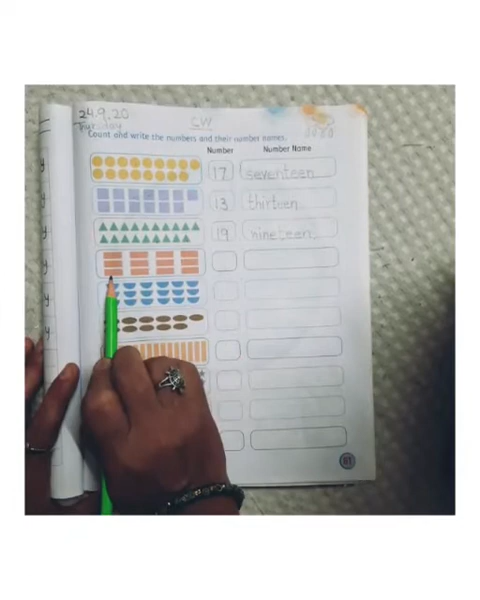 24.9.20
Thursday
CW
Count and write the numbers and their number names.
Number Number Name
17 seventeen
13 thirteen
19 nineteen